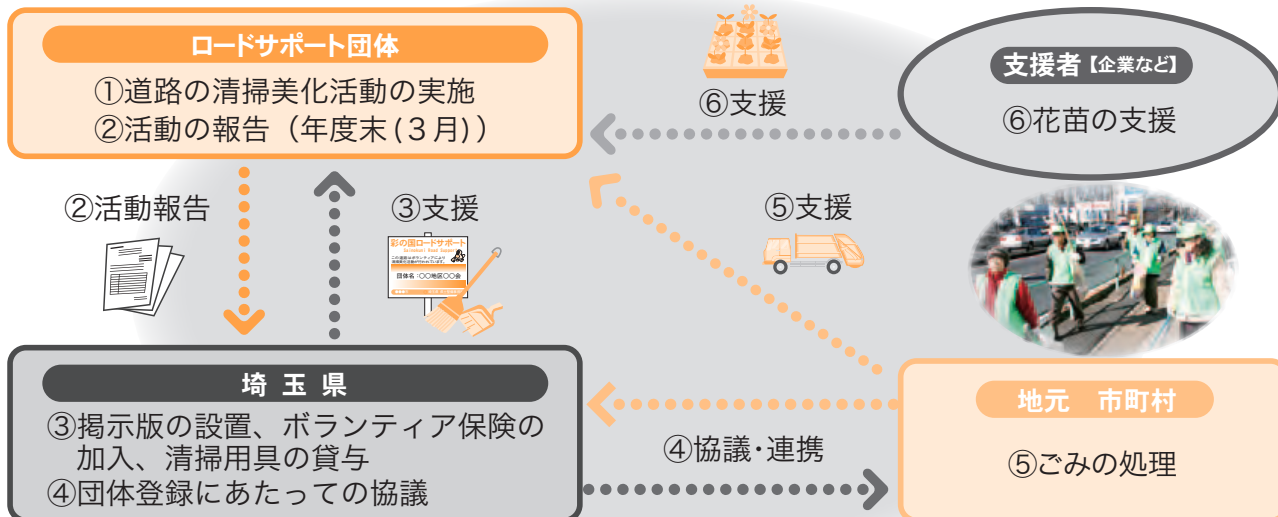 ロードサポート団体
①道路の清掃美化活動の実施
②活動の報告（年度末(３月)）
⑥支援
支援者【企業など】
⑥花苗の支援
②活動報告
③支援
彩の国ロードサポート
団体名：〇〇地区〇〇会
⑤支援
埼玉県
③掲示版の設置、ボランティア保険の
加入、清掃用具の貸与
④団体登録にあたっての協議
④協議・連携
地元　市町村
⑤ごみの処理